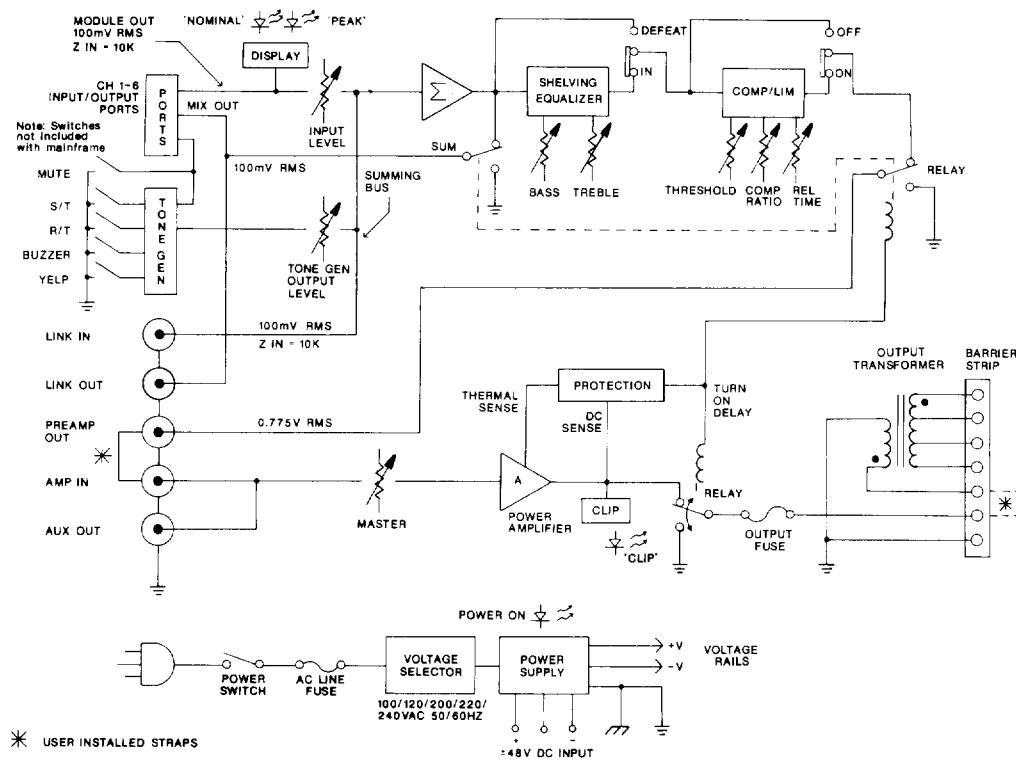 MODULE OUT
100mV RMS
Z IN = 10K
'NOMINAL'
'PEAK'
DISPLAY
CH 1-6
INPUT/OUTPUT
PORTS
PORTS
MIX OUT
Note: Switches
not included
with mainframe
INPUT
LEVEL
100mV RMS
SUM
Σ
DEFEAT
IN
SHELVING
EQUALIZER
BASS
TREBLE
OFF
ON
COMP/LIM
THRESHOLD
COMP
RATIO
REL
TIME
RELAY
MUTE
S/T
R/T
BUZZER
YELP
TONE GEN
SUMMING
BUS
TONE GEN
OUTPUT
LEVEL
LINK IN
100mV RMS
Z IN = 10K
LINK OUT
PREAMP
OUT
0.775V RMS
AMP IN
AUX OUT
MASTER
THERMAL
SENSE
PROTECTION
DC
SENSE
TURN
ON
DELAY
A
POWER
AMPLIFIER
CLIP
'CLIP'
RELAY
OUTPUT
FUSE
OUTPUT
TRANSFORMER
BARRIER
STRIP
POWER ON
POWER
SWITCH
AC LINE
FUSE
VOLTAGE
SELECTOR
100/120/200/220/
240VAC 50/60HZ
POWER
SUPPLY
+V
-V
VOLTAGE
RAILS
+
-
±48V DC INPUT
✳ USER INSTALLED STRAPS